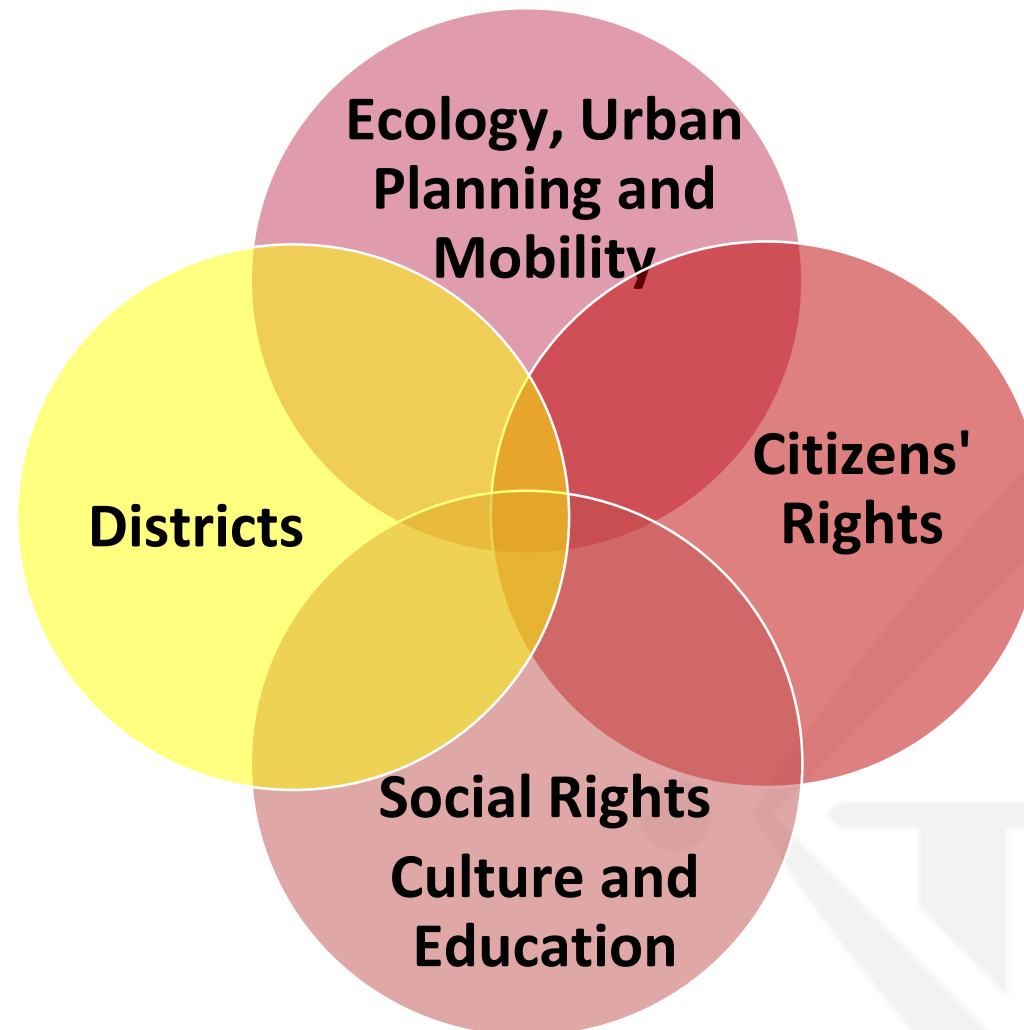 Ecology, Urban
Planning and
Mobility
Citizens'
Rights
Districts
Social Rights
Culture and
Education